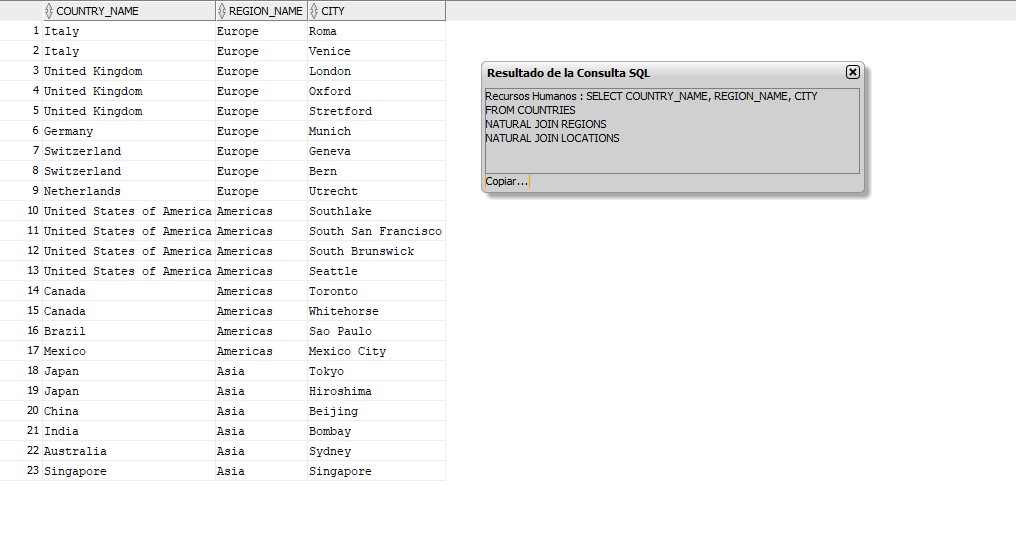 COUNTRY_NAME REGION_NAME CITY
1 Italy Europe Roma
2 Italy Europe Venice
3 United Kingdom Europe London
4 United Kingdom Europe Oxford
5 United Kingdom Europe Stretford
6 Germany Europe Munich
7 Switzerland Europe Geneva
8 Switzerland Europe Bern
9 Netherlands Europe Utrecht
10 United States of America Americas Southlake
11 United States of America Americas South San Francisco
12 United States of America Americas South Brunswick
13 United States of America Americas Seattle
14 Canada Americas Toronto
15 Canada Americas Whitehorse
16 Brazil Americas Sao Paulo
17 Mexico Americas Mexico City
18 Japan Asia Tokyo
19 Japan Asia Hiroshima
20 China Asia Beijing
21 India Asia Bombay
22 Australia Asia Sydney
23 Singapore Asia Singapore
Resultado de la Consulta SQL
Recursos Humanos : SELECT COUNTRY_NAME, REGION_NAME, CITY
FROM COUNTRIES
NATURAL JOIN REGIONS
NATURAL JOIN LOCATIONS
Copiar...